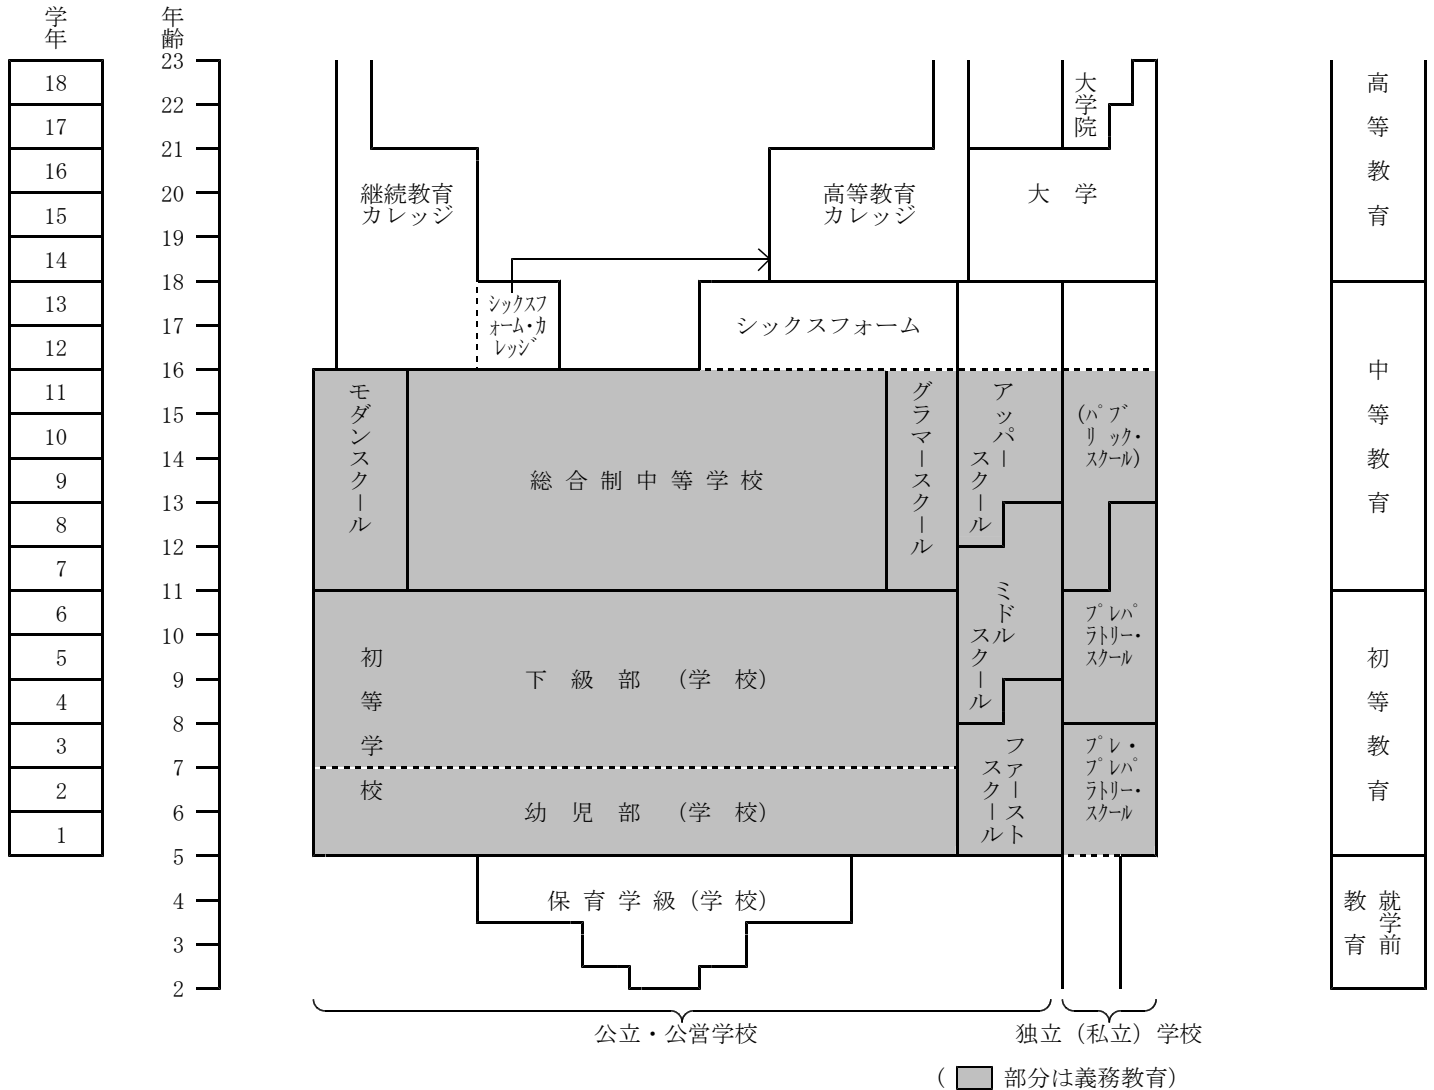 学年
18
17
16
15
14
13
12
11
10
9
8
7
6
5
4
3
2
1
年齢
23
22
21
20
19
18
17
16
15
14
13
12
11
10
9
8
7
6
5
4
3
2
継続教育
カレッジ
高等教育
カレッジ
大学院
大 学
シックスフ
ォーム・カ
レッジ
シックスフォーム
モダンスクール
総 合 制 中 等 学 校
グラマースクール
アッパー
スクール
(パブ
リック・
スクール)
ミドル
スクール
プレパ
ラトリー・
スクール
初 等 学 校
下 級 部 (学 校)
幼 児 部 (学 校)
ファースト
スクール
プレ・
プレパ
ラトリー・
スクール
保 育 学 級 (学 校)
公立・公営学校
独立(私立)学校
( 部分は義務教育)
高等教育
中等教育
初等教育
就学前
教育